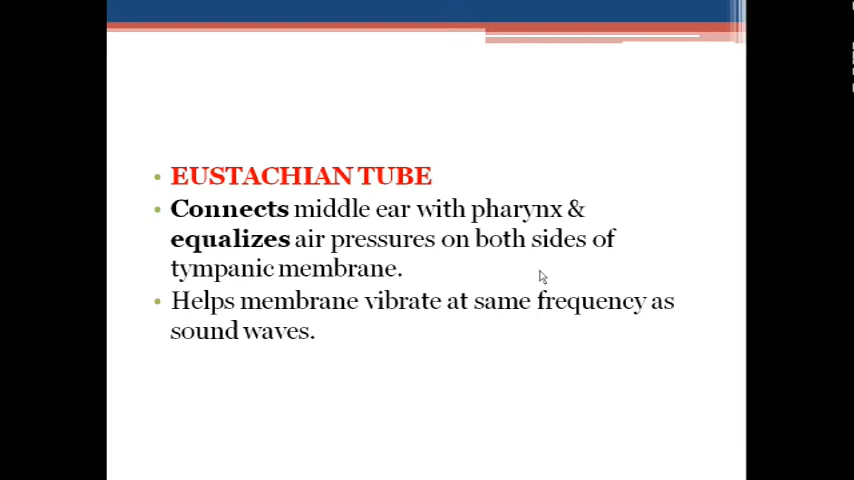 • EUSTACHIAN TUBE
• Connects middle ear with pharynx &
equalizes air pressures on both sides of
tympanic membrane.
• Helps membrane vibrate at same frequency as
sound waves.